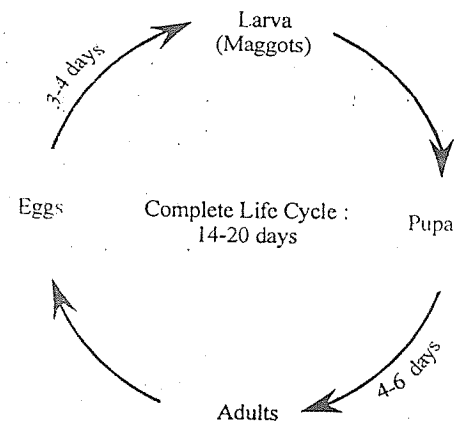 Larva
(Maggots)
3-4 days
Eggs
Complete Life Cycle :
14-20 days
Pupa
4-6 days
Adults